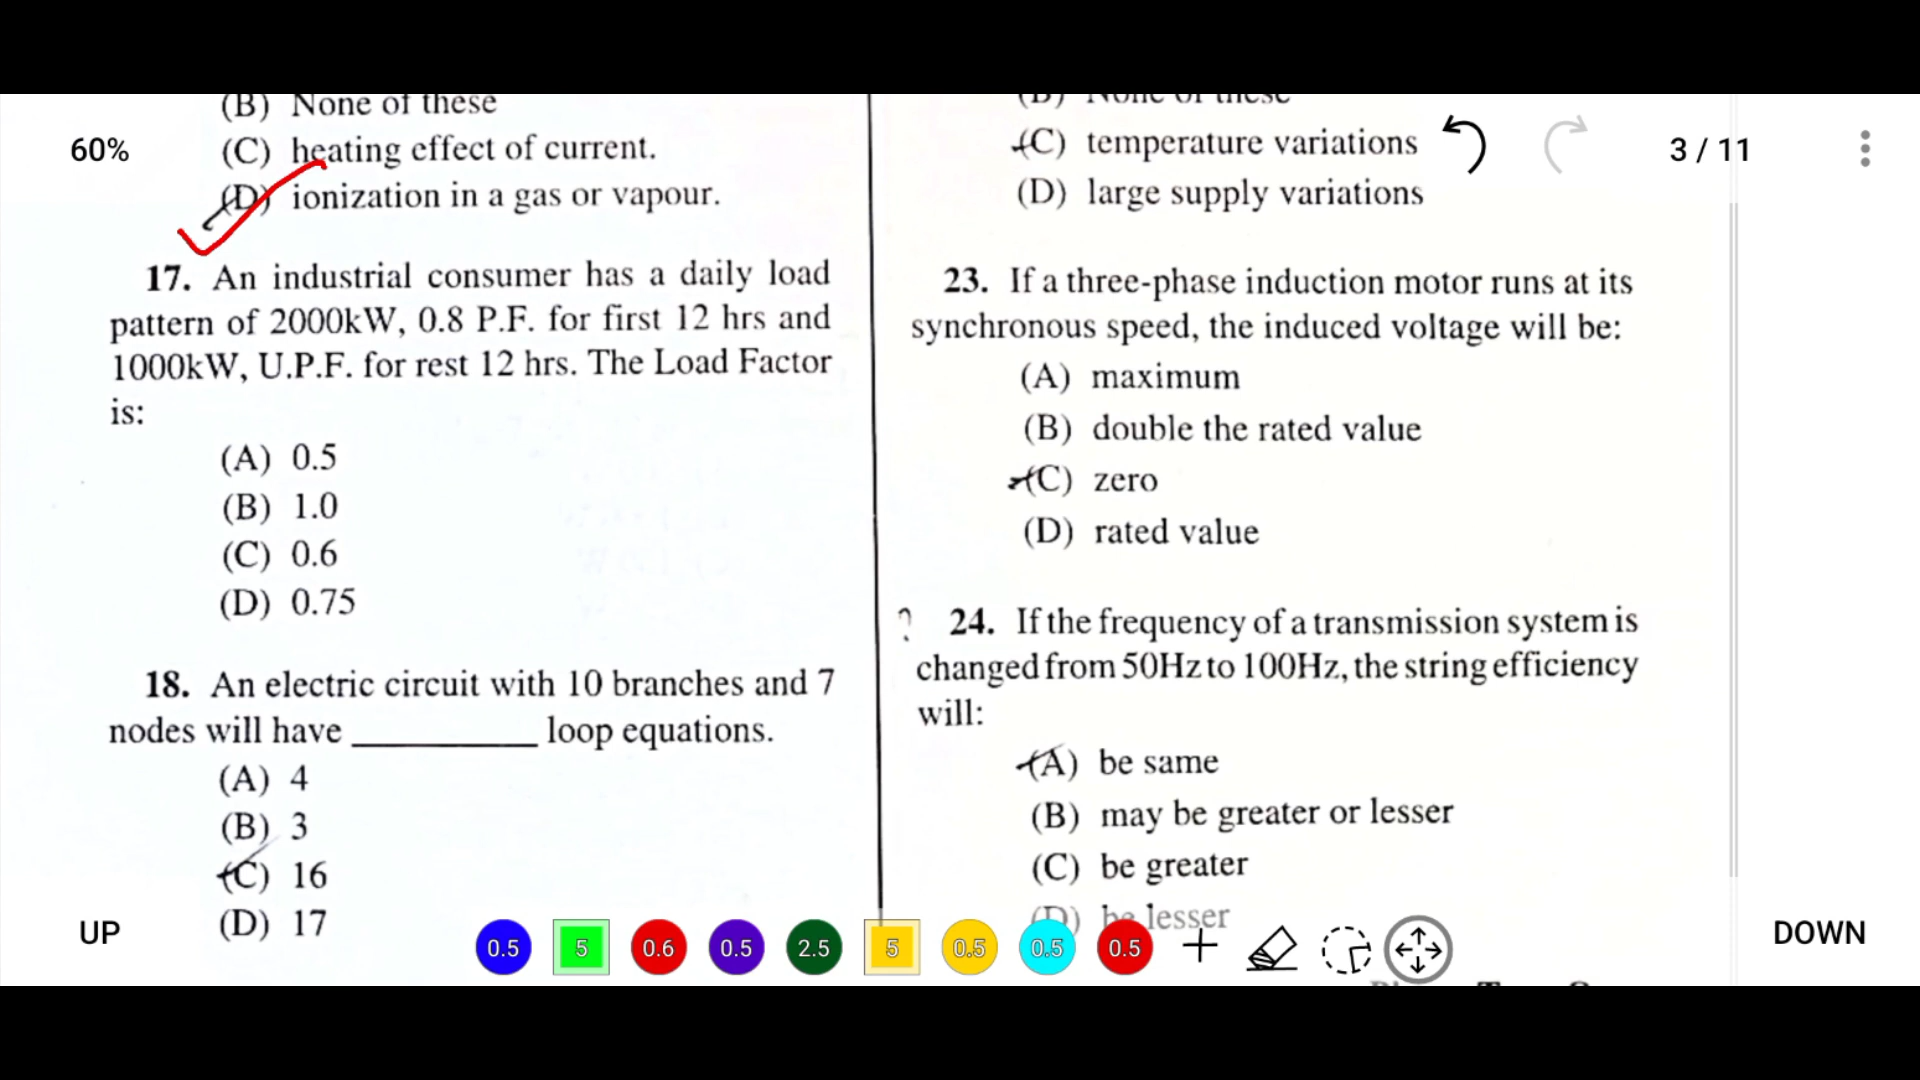 (B) None of these
60%
(C) heating effect of current.
(D) ionization in a gas or vapour.
17. An industrial consumer has a daily load
pattern of 2000kW, 0.8 P.F. for first 12 hrs and
1000kW, U.P.F. for rest 12 hrs. The Load Factor
is:
(A) 0.5
(B) 1.0
(C) 0.6
(D) 0.75
18. An electric circuit with 10 branches and 7
nodes will have __________ loop equations.
(A) 4
(B) 3
(C) 16
(D) 17
UP
(B) None of these
(C) temperature variations
(D) large supply variations
3 / 11
23. If a three-phase induction motor runs at its
synchronous speed, the induced voltage will be:
(A) maximum
(B) double the rated value
(C) zero
(D) rated value
? 24. If the frequency of a transmission system is
changed from 50Hz to 100Hz, the string efficiency
will:
(A) be same
(B) may be greater or lesser
(C) be greater
(D) be lesser
0.5 5 0.6 0.5 2.5 5 0.5 0.5 0.5
DOWN